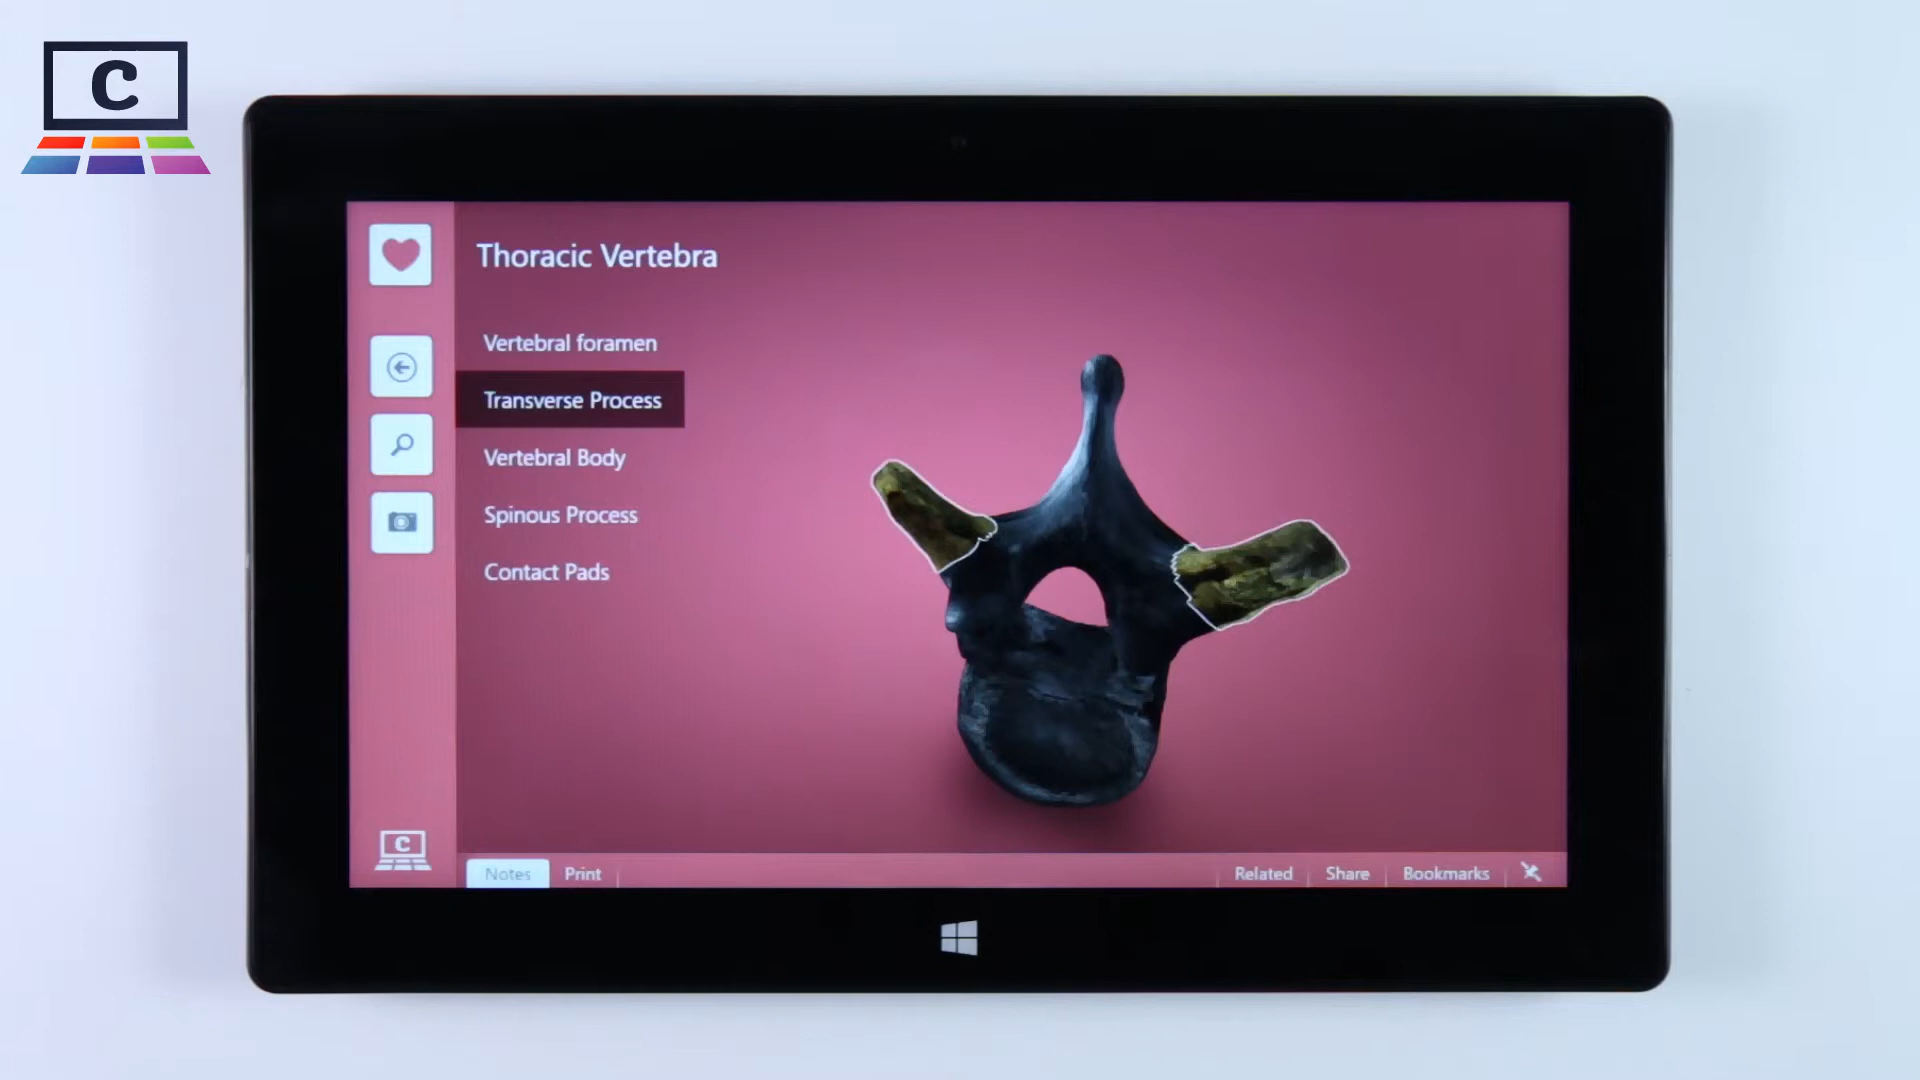 C
Thoracic Vertebra
Vertebral foramen
Transverse Process
Vertebral Body
Spinous Process
Contact Pads
C
Notes
Print
Related
Share
Bookmarks